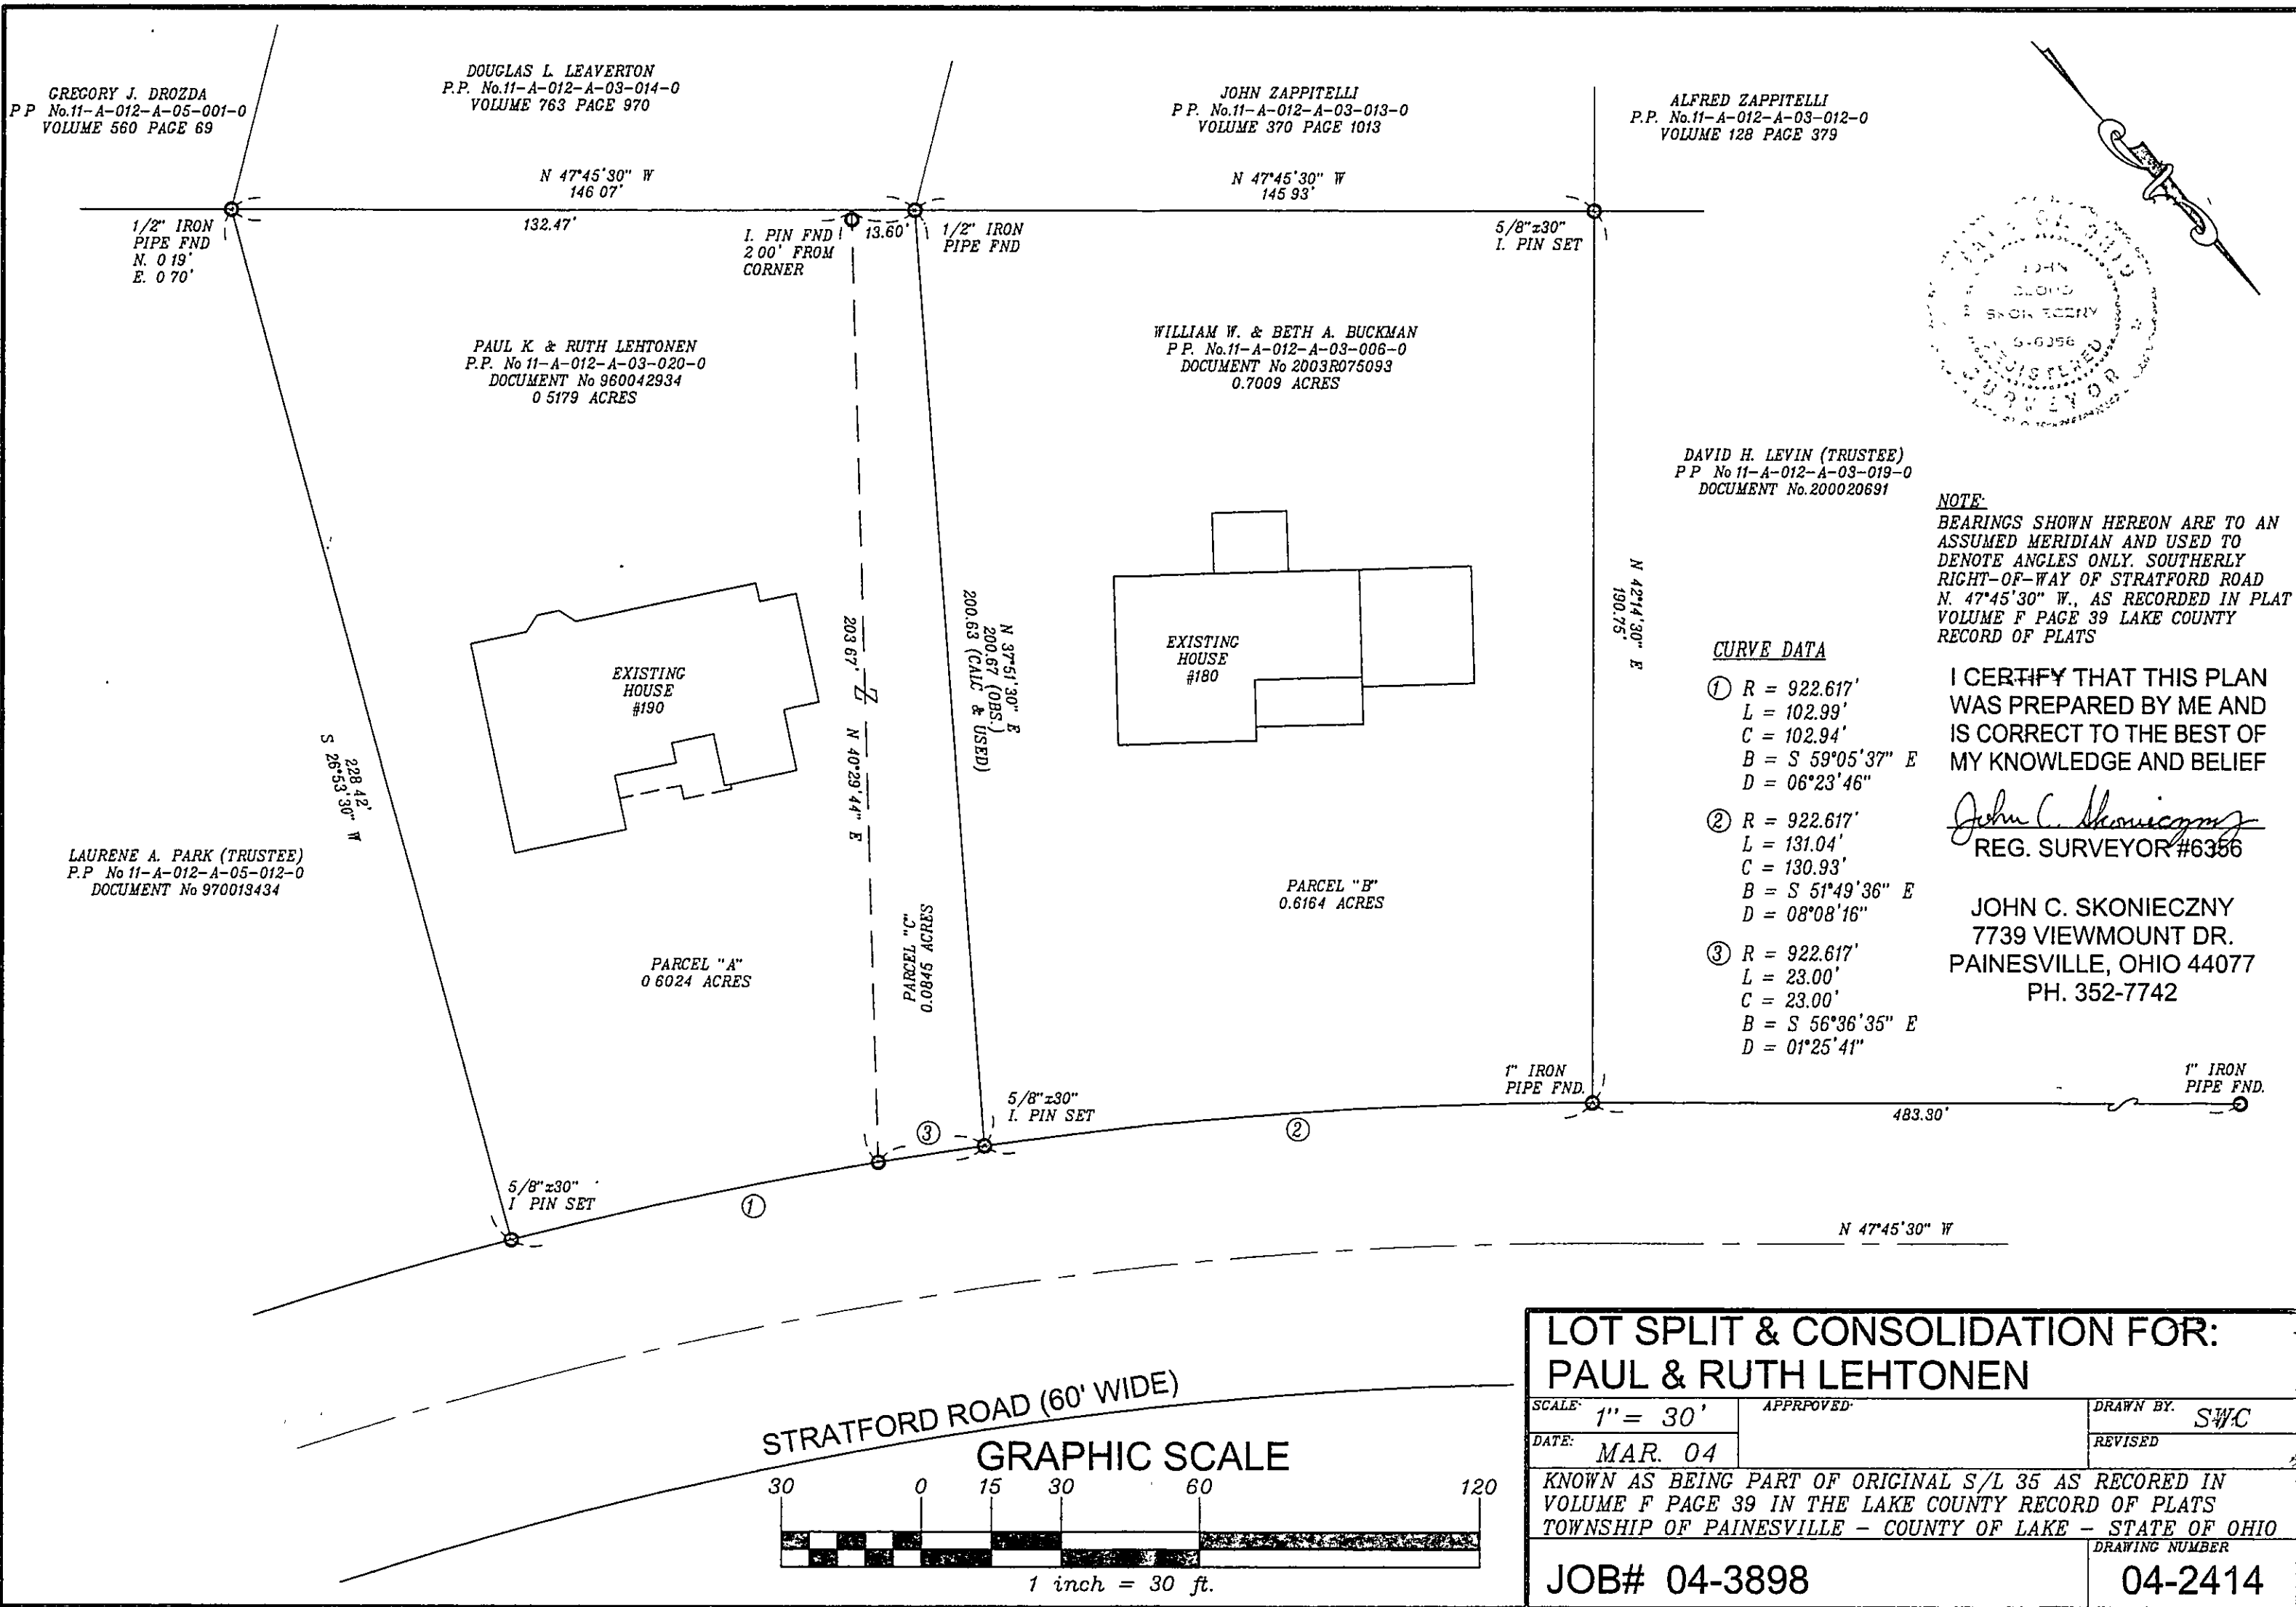 GREGORY J. DROZDA
P P No.11-A-012-A-05-001-0
VOLUME 560 PAGE 69
DOUGLAS L. LEAVERTON
P.P. No.11-A-012-A-03-014-0
VOLUME 763 PAGE 970
JOHN ZAPPITELLI
P P. No.11-A-012-A-03-013-0
VOLUME 370 PAGE 1013
ALFRED ZAPPITELLI
P.P. No.11-A-012-A-03-012-0
VOLUME 128 PAGE 379
N 47°45'30" W
146 07'
N 47°45'30" W
145 93'
1/2" IRON
PIPE FND
N. 0 19'
E. 0 70'
132.47'
I. PIN FND
2 00' FROM
CORNER
13.60'
1/2" IRON
PIPE FND
5/8"x30"
I. PIN SET
PAUL K & RUTH LEHTONEN
P.P. No 11-A-012-A-03-020-0
DOCUMENT No 960042934
0 5179 ACRES
WILLIAM W. & BETH A. BUCKMAN
P P. No.11-A-012-A-03-006-0
DOCUMENT No 2003R075093
0.7009 ACRES
DAVID H. LEVIN (TRUSTEE)
P P No 11-A-012-A-03-019-0
DOCUMENT No.200020691
STATE OF OHIO
JOHN
SKONIECZNY
S-6356
REGISTERED
SURVEYOR
NOTE:
BEARINGS SHOWN HEREON ARE TO AN
ASSUMED MERIDIAN AND USED TO
DENOTE ANGLES ONLY. SOUTHERLY
RIGHT-OF-WAY OF STRATFORD ROAD
N. 47°45'30" W., AS RECORDED IN PLAT
VOLUME F PAGE 39 LAKE COUNTY
RECORD OF PLATS
EXISTING
HOUSE
#190
EXISTING
HOUSE
#180
228 42'
S 26°53'30" W
203 67'
N 40°29'44" E
N 37°51'30" E
200.67 (OBS.)
200.63 (CALC & USED)
N 42°14'30" E
190.75'
CURVE DATA
① R = 922.617'
L = 102.99'
C = 102.94'
B = S 59°05'37" E
D = 06°23'46"
② R = 922.617'
L = 131.04'
C = 130.93'
B = S 51°49'36" E
D = 08°08'16"
③ R = 922.617'
L = 23.00'
C = 23.00'
B = S 56°36'35" E
D = 01°25'41"
I CERTIFY THAT THIS PLAN
WAS PREPARED BY ME AND
IS CORRECT TO THE BEST OF
MY KNOWLEDGE AND BELIEF
John C. Skonieczny
REG. SURVEYOR #6356
JOHN C. SKONIECZNY
7739 VIEWMOUNT DR.
PAINESVILLE, OHIO 44077
PH. 352-7742
LAURENE A. PARK (TRUSTEE)
P.P No 11-A-012-A-05-012-0
DOCUMENT No 970013434
PARCEL "A"
0 6024 ACRES
PARCEL "C"
0.0845 ACRES
PARCEL "B"
0.6164 ACRES
5/8"x30"
I PIN SET
5/8"x30"
I. PIN SET
1" IRON
PIPE FND.
1" IRON
PIPE FND.
483.30'
①
③
②
N 47°45'30" W
STRATFORD ROAD (60' WIDE)
GRAPHIC SCALE
30 0 15 30 60 120
1 inch = 30 ft.
LOT SPLIT & CONSOLIDATION FOR:
PAUL & RUTH LEHTONEN
SCALE: 1" = 30'
APPRPOVED:
DRAWN BY. SWC
DATE: MAR. 04
REVISED
KNOWN AS BEING PART OF ORIGINAL S/L 35 AS RECORED IN
VOLUME F PAGE 39 IN THE LAKE COUNTY RECORD OF PLATS
TOWNSHIP OF PAINESVILLE - COUNTY OF LAKE - STATE OF OHIO
JOB# 04-3898
DRAWING NUMBER
04-2414